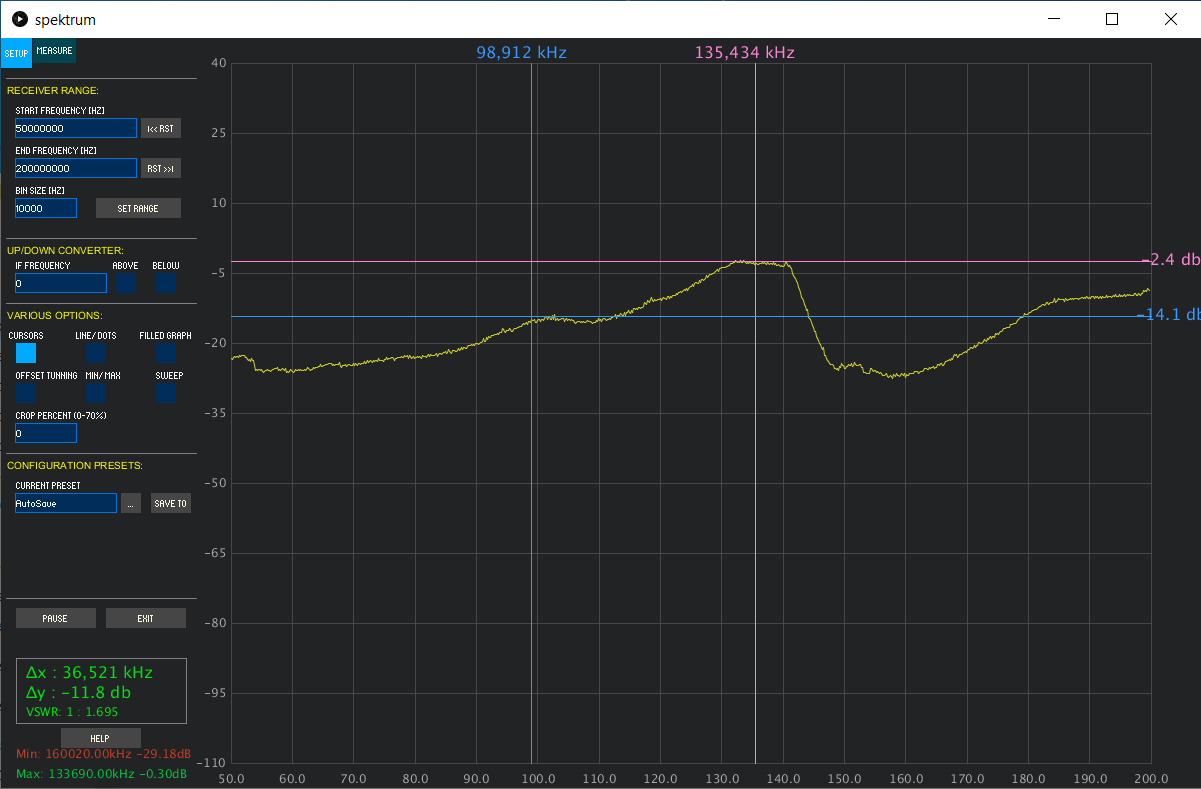 spektrum
SETUP MEASURE
98,912 kHz 135,434 kHz
RECEIVER RANGE:
START FREQUENCY [HZ]
50000000 |<< RST
END FREQUENCY [HZ]
200000000 RST >>|
BIN SIZE [HZ]
10000 SET RANGE
UP/DOWN CONVERTER:
IF FREQUENCY ABOVE BELOW
0
VARIOUS OPTIONS:
CURSORS LINE/DOTS FILLED GRAPH
OFFSET TUNNING MIN/MAX SWEEP
CROP PERCENT (0-70%)
0
CONFIGURATION PRESETS:
CURRENT PRESET
AutoSave ... SAVE TO
PAUSE EXIT
Δx : 36,521 kHz
Δy : -11.8 db
VSWR: 1 : 1.695
HELP
Min: 160020.00kHz -29.18dB
Max: 133690.00kHz -0.30dB
40
25
10
-5
-20
-35
-50
-65
-80
-95
-110
-2.4 db
-14.1 db
50.0 60.0 70.0 80.0 90.0 100.0 110.0 120.0 130.0 140.0 150.0 160.0 170.0 180.0 190.0 200.0